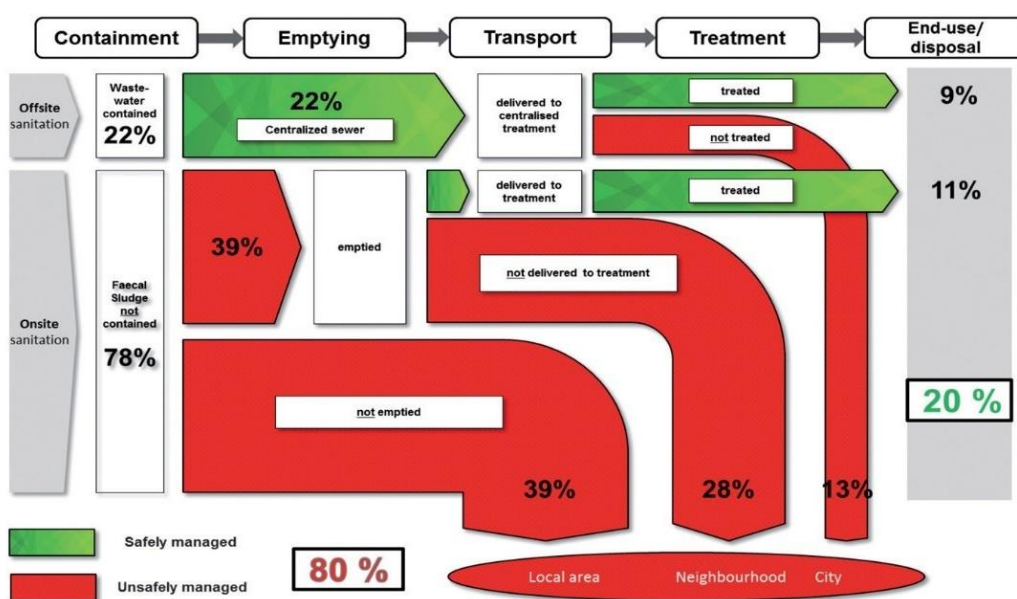 Containment
Emptying
Transport
Treatment
End-use/
disposal
Offsite
sanitation
Waste-
water
contained
22%
22%
Centralized sewer
delivered to
centralised
treatment
treated
9%
not treated
Onsite
sanitation
Faecal
Sludge
not
contained
78%
39%
emptied
delivered to
treatment
treated
11%
not delivered to treatment
not emptied
20 %
39%
28%
13%
Safely managed
Unsafely managed
80 %
Local area
Neighbourhood
City